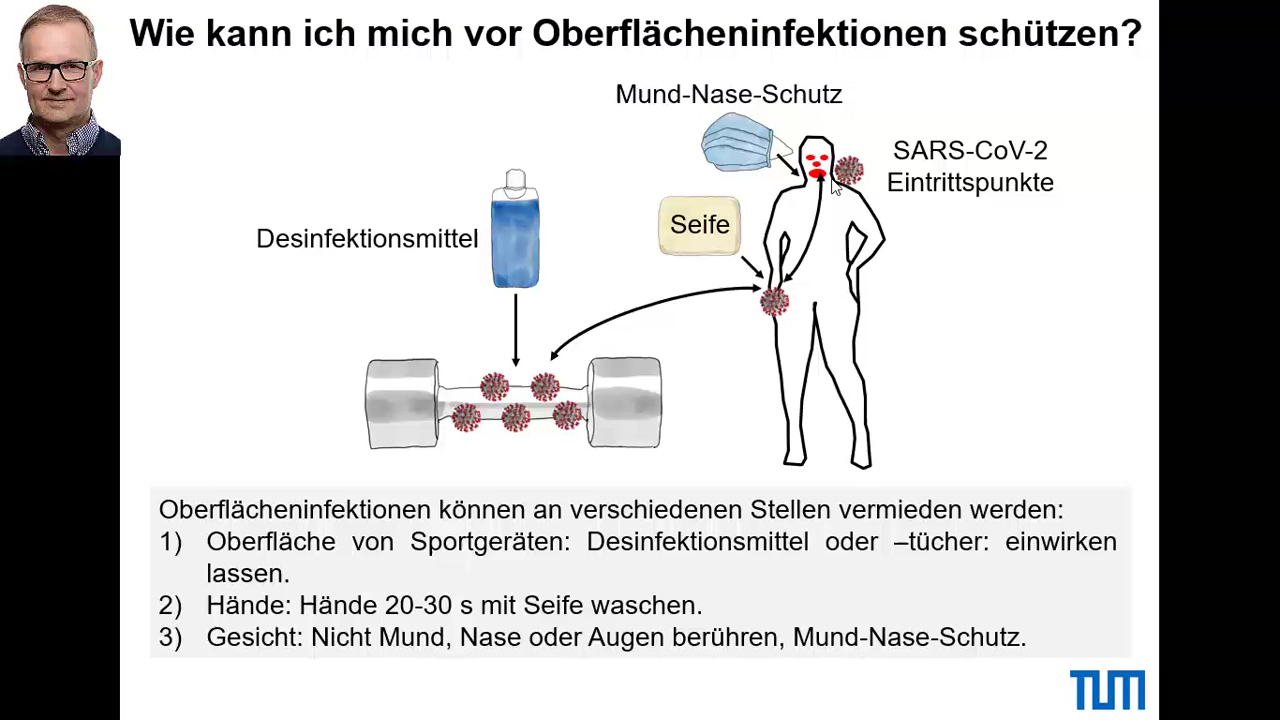 Wie kann ich mich vor Oberflächeninfektionen schützen?
Mund-Nase-Schutz
SARS-CoV-2
Eintrittspunkte
Seife
Desinfektionsmittel
Oberflächeninfektionen können an verschiedenen Stellen vermieden werden:
1) Oberfläche von Sportgeräten: Desinfektionsmittel oder –tücher: einwirken
lassen.
2) Hände: Hände 20-30 s mit Seife waschen.
3) Gesicht: Nicht Mund, Nase oder Augen berühren, Mund-Nase-Schutz.
TUM